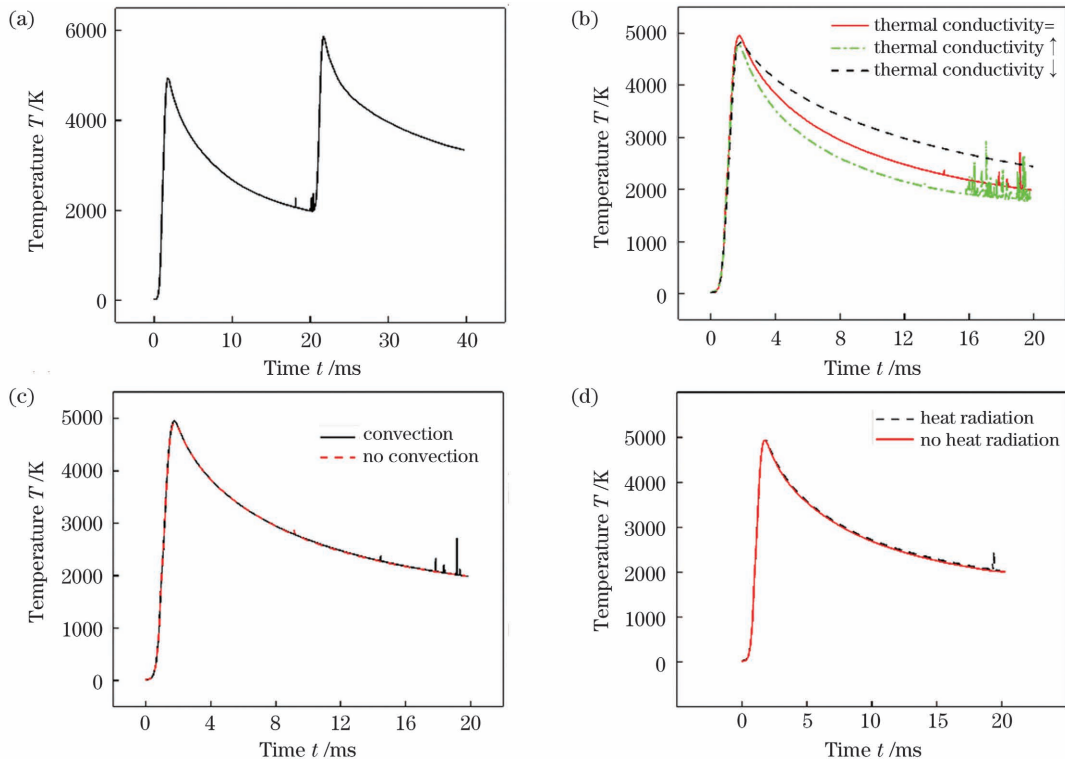 (a)
6000
4000
2000
0
Temperature T /K
0 10 20 30 40
Time t /ms
(b)
thermal conductivity=
thermal conductivity ↑
thermal conductivity ↓
5000
4000
3000
2000
1000
0
Temperature T /K
0 4 8 12 16 20
Time t /ms
(c)
convection
no convection
5000
4000
3000
2000
1000
0
Temperature T /K
0 4 8 12 16 20
Time t /ms
(d)
heat radiation
no heat radiation
5000
4000
3000
2000
1000
0
Temperature T /K
0 5 10 15 20
Time t /ms